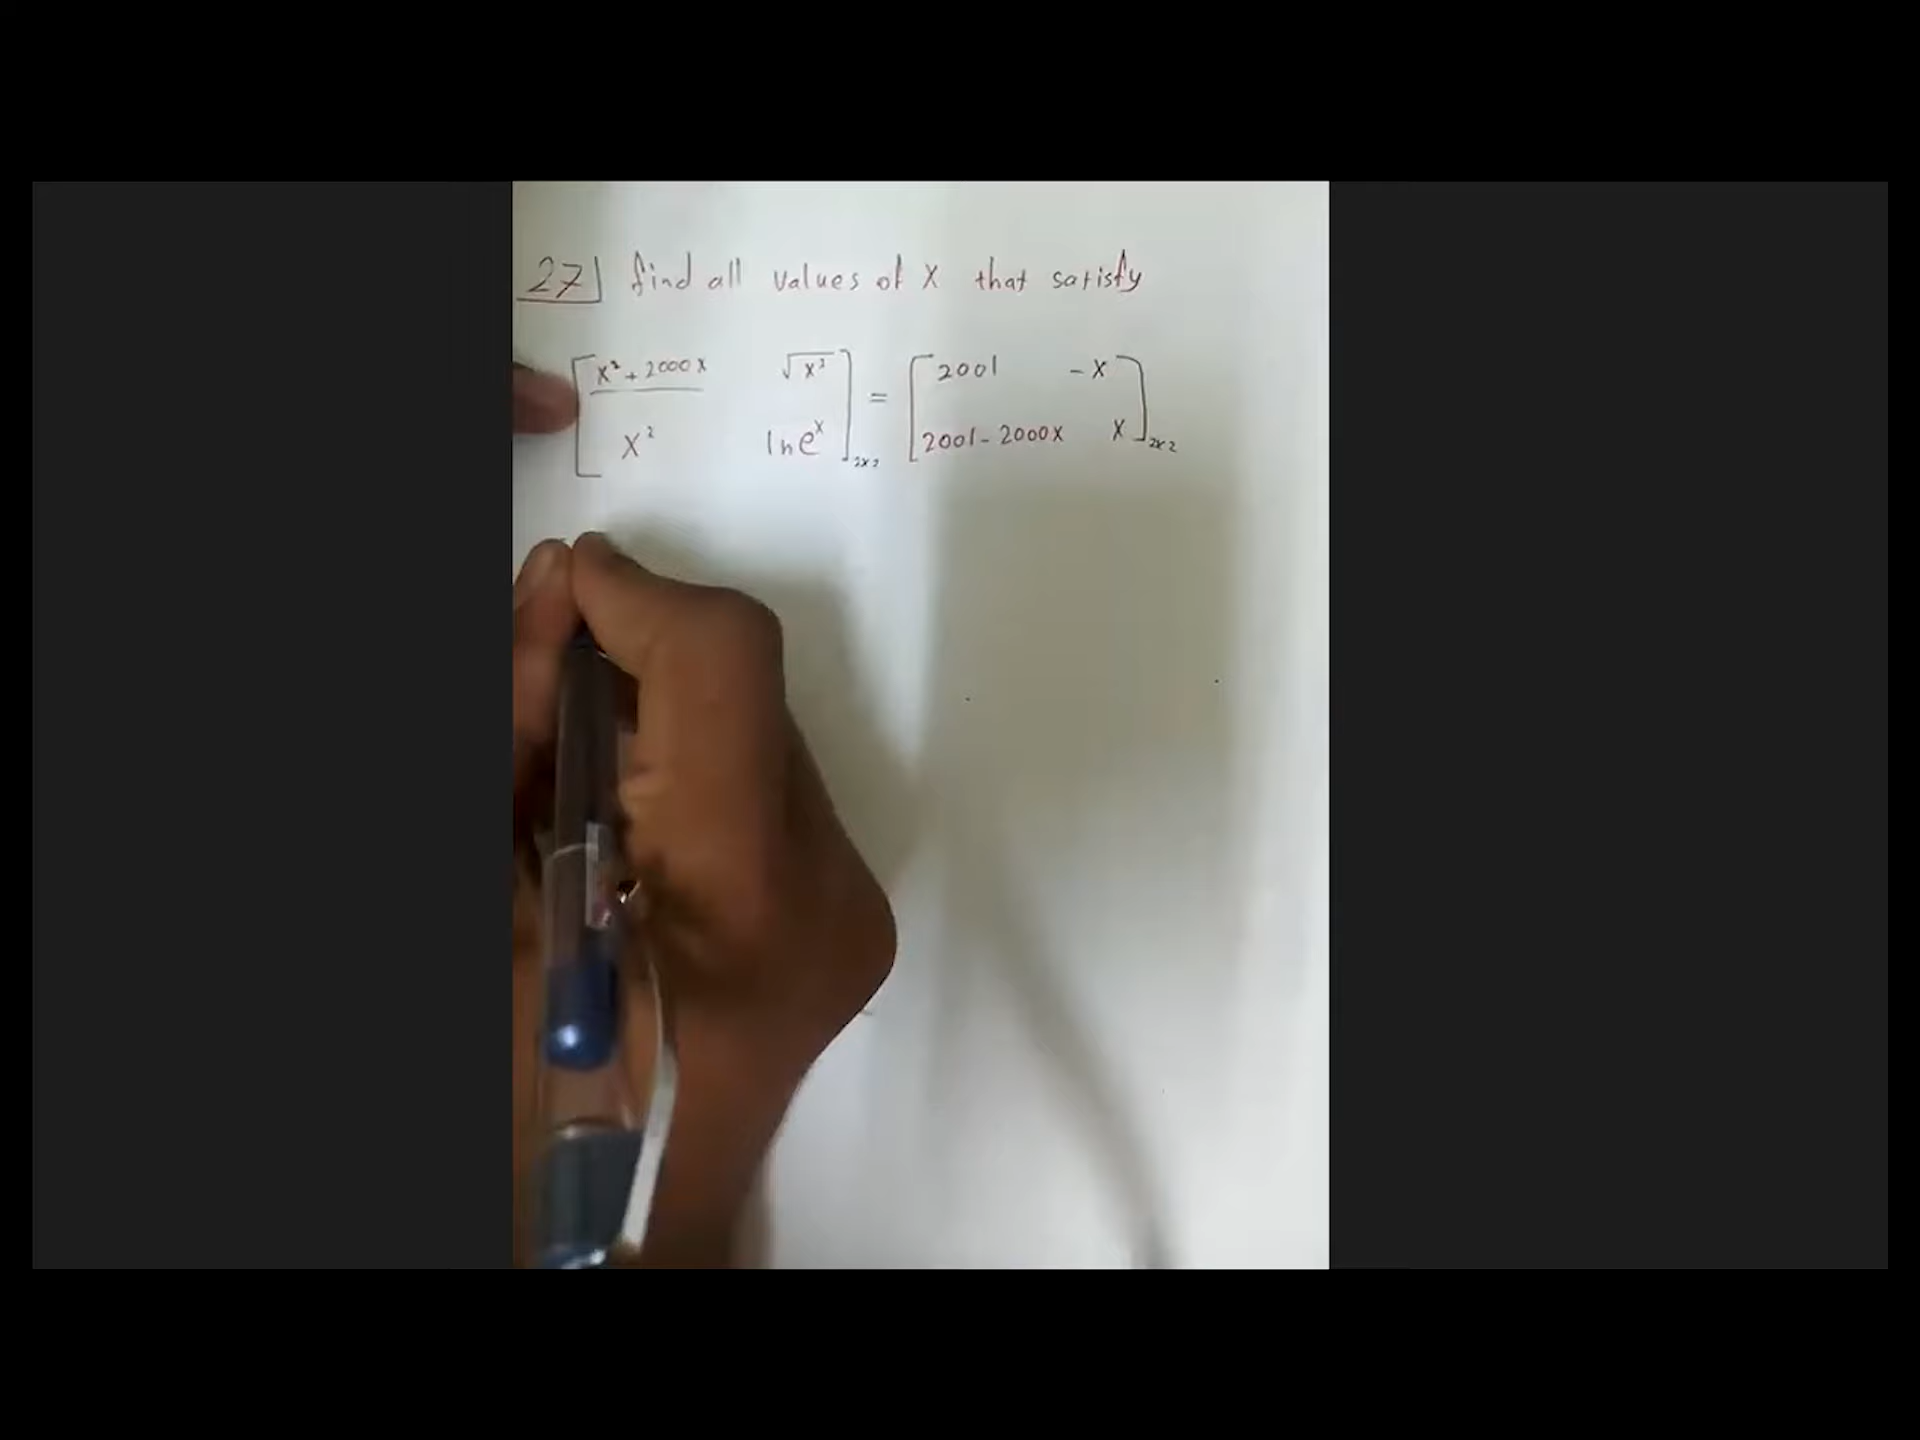 27] find all values of X that satisfy
[X² + 2000X √X² ] = [2001 -X]
[X² ln eˣ]₂ₓ₂ [2001 - 2000X X]₂ₓ₂